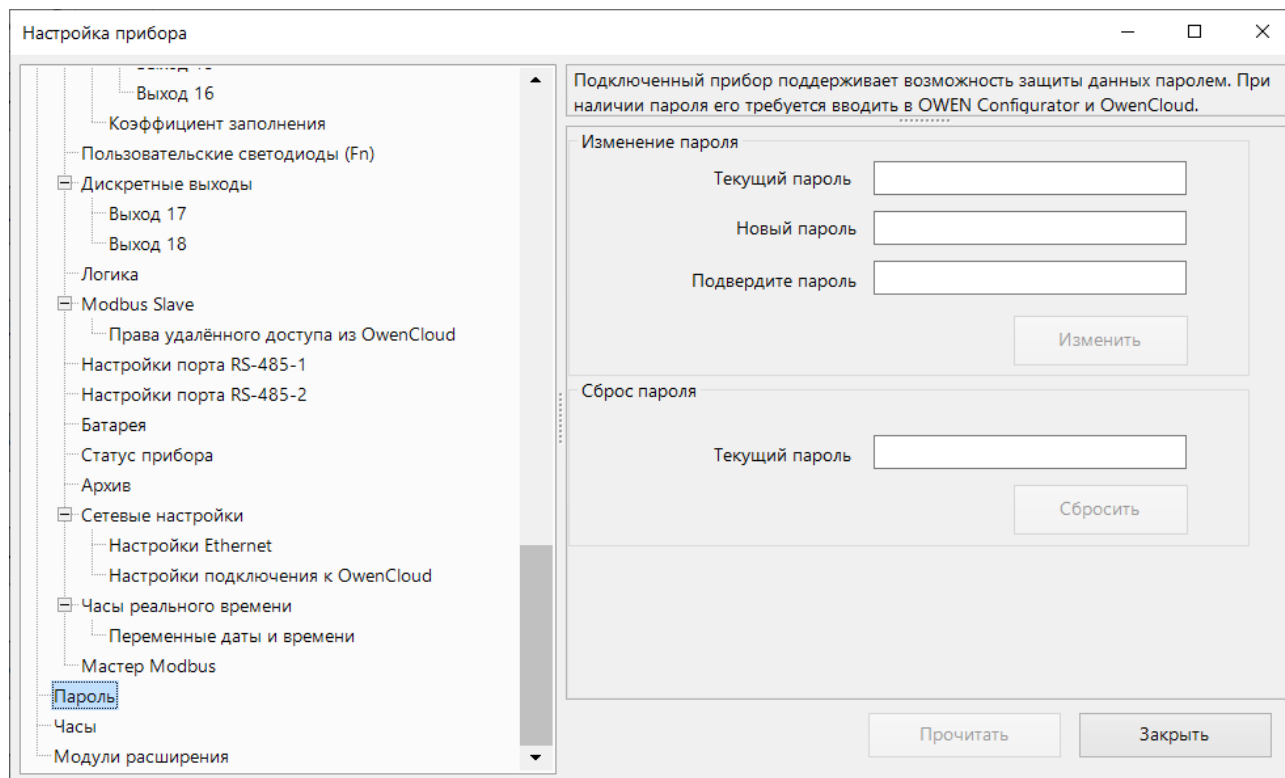 Настройка прибора
Выход 16
Коэффициент заполнения
Пользовательские светодиоды (Fn)
Дискретные выходы
Выход 17
Выход 18
Логика
Modbus Slave
Права удалённого доступа из OwenCloud
Настройки порта RS-485-1
Настройки порта RS-485-2
Батарея
Статус прибора
Архив
Сетевые настройки
Настройки Ethernet
Настройки подключения к OwenCloud
Часы реального времени
Переменные даты и времени
Мастер Modbus
Пароль
Часы
Модули расширения
Подключенный прибор поддерживает возможность защиты данных паролем. При
наличии пароля его требуется вводить в OWEN Configurator и OwenCloud.
Изменение пароля
Текущий пароль
Новый пароль
Подвердите пароль
Изменить
Сброс пароля
Текущий пароль
Сбросить
Прочитать
Закрыть